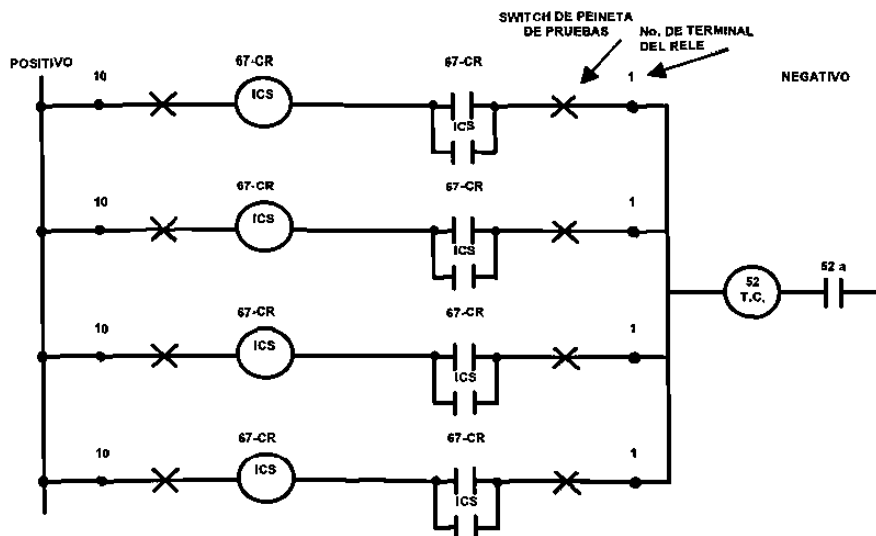 SWITCH DE PEINETA
DE PRUEBAS
No. DE TERMINAL
DEL RELE
POSITIVO
NEGATIVO
10
67-CR
ICS
67-CR
ICS
1
10
67-CR
ICS
67-CR
ICS
1
52
T.C.
52 a
10
67-CR
ICS
67-CR
ICS
1
10
67-CR
ICS
67-CR
ICS
1